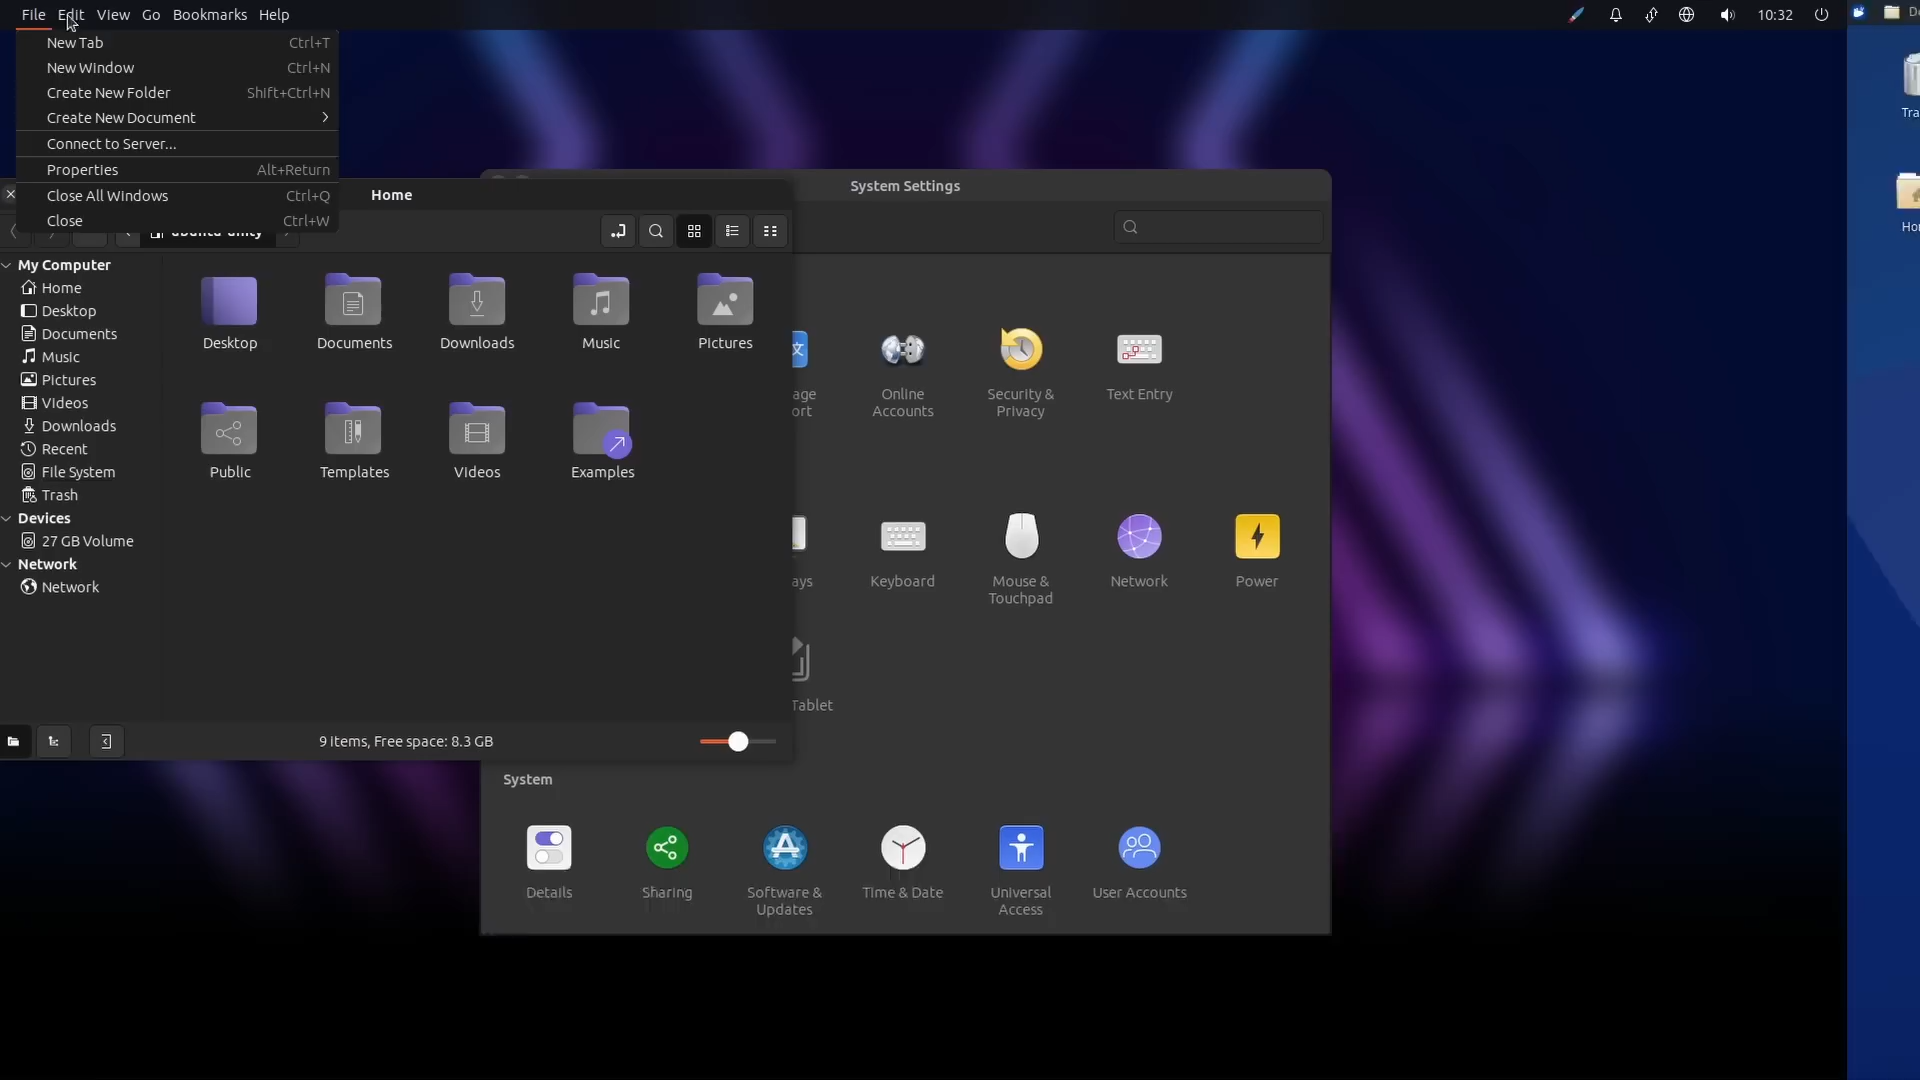 File Edit View Go Bookmarks Help
10:32
New Tab Ctrl+T
New Window Ctrl+N
Create New Folder Shift+Ctrl+N
Create New Document
Connect to Server...
Properties Alt+Return
Close All Windows Ctrl+Q
Close Ctrl+W
Home
System Settings
My Computer
Home
Desktop
Documents
Music
Pictures
Videos
Downloads
Recent
File System
Trash
Devices
27 GB Volume
Network
Network
Desktop Documents Downloads Music Pictures
Public Templates Videos Examples
9 items, Free space: 8.3 GB
Online Accounts
Security & Privacy
Text Entry
Keyboard
Mouse & Touchpad
Network
Power
Tablet
System
Details
Sharing
Software & Updates
Time & Date
Universal Access
User Accounts